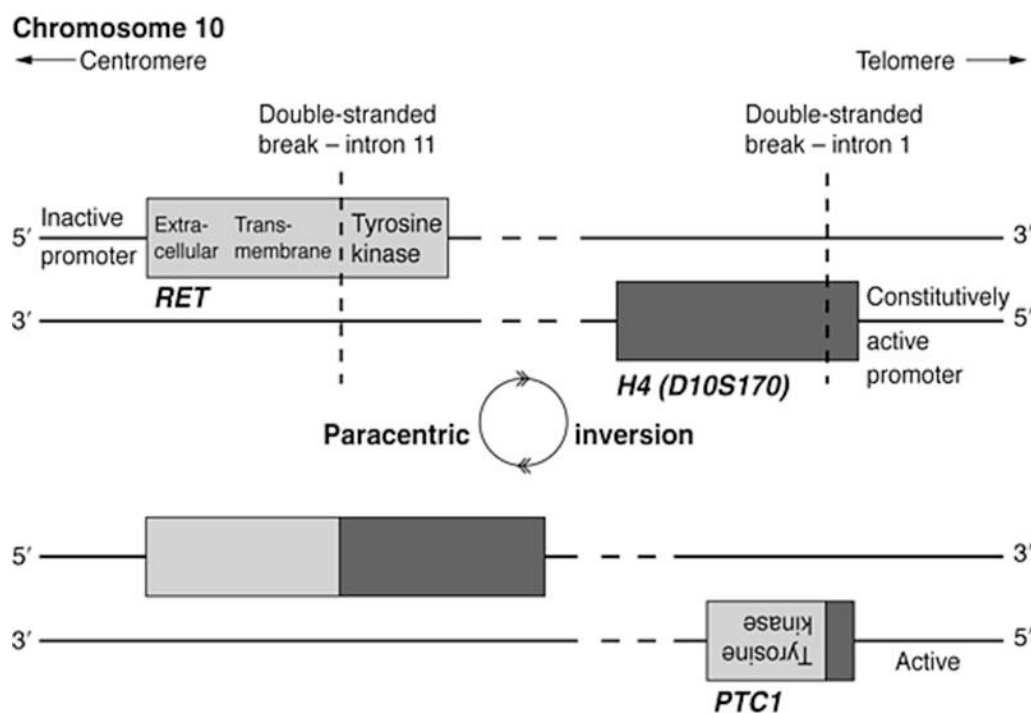 Chromosome 10
Centromere
Telomere
Double-stranded
break – intron 11
Double-stranded
break – intron 1
5′
Inactive
promoter
Extra-
cellular
Trans-
membrane
Tyrosine
kinase
3′
RET
3′
Constitutively
active
promoter
5′
H4 (D10S170)
Paracentric
inversion
5′
3′
3′
Tyrosine
kinase
5′
Active
PTC1